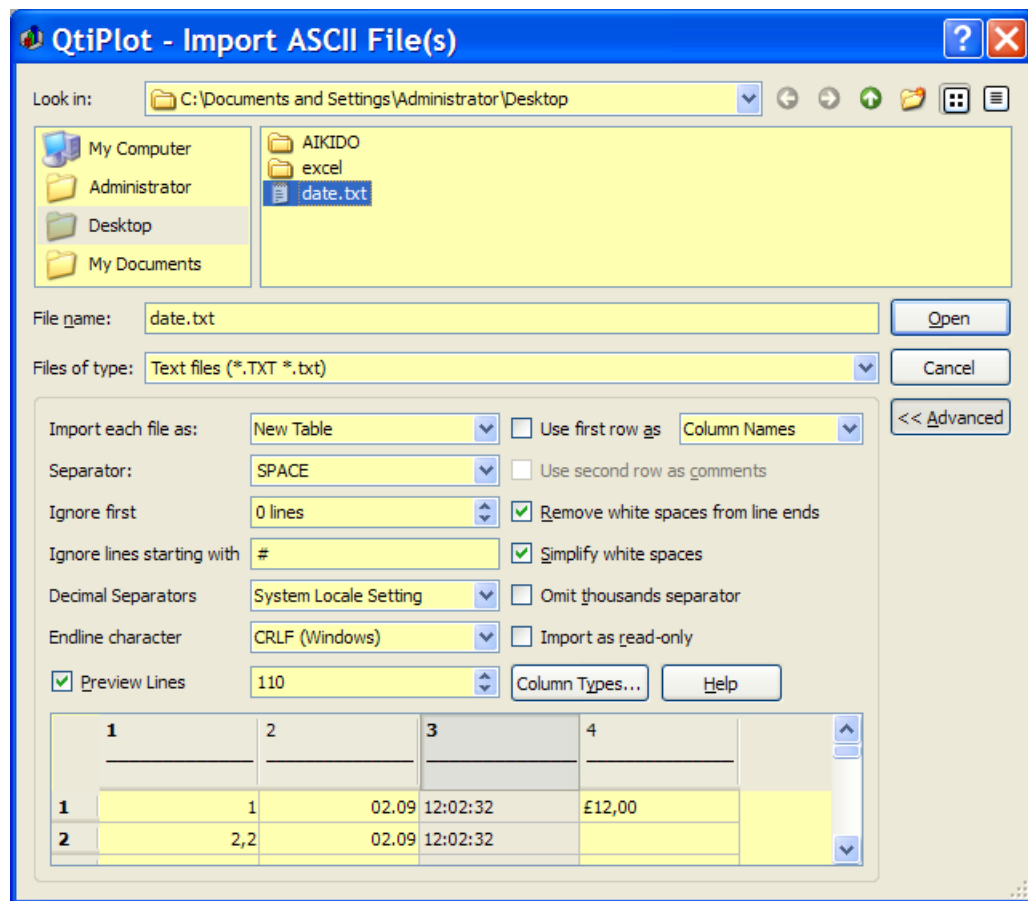 QtiPlot - Import ASCII File(s)
Look in: C:\Documents and Settings\Administrator\Desktop
My Computer
Administrator
Desktop
My Documents
AIKIDO
excel
date.txt
File name: date.txt Open
Files of type: Text files (*.TXT *.txt) Cancel
<< Advanced
Import each file as: New Table Use first row as Column Names
Separator: SPACE Use second row as comments
Ignore first 0 lines Remove white spaces from line ends
Ignore lines starting with # Simplify white spaces
Decimal Separators System Locale Setting Omit thousands separator
Endline character CRLF (Windows) Import as read-only
Preview Lines 110 Column Types... Help
1 2 3 4
1 1 02.09 12:02:32 £12,00
2 2,2 02.09 12:02:32